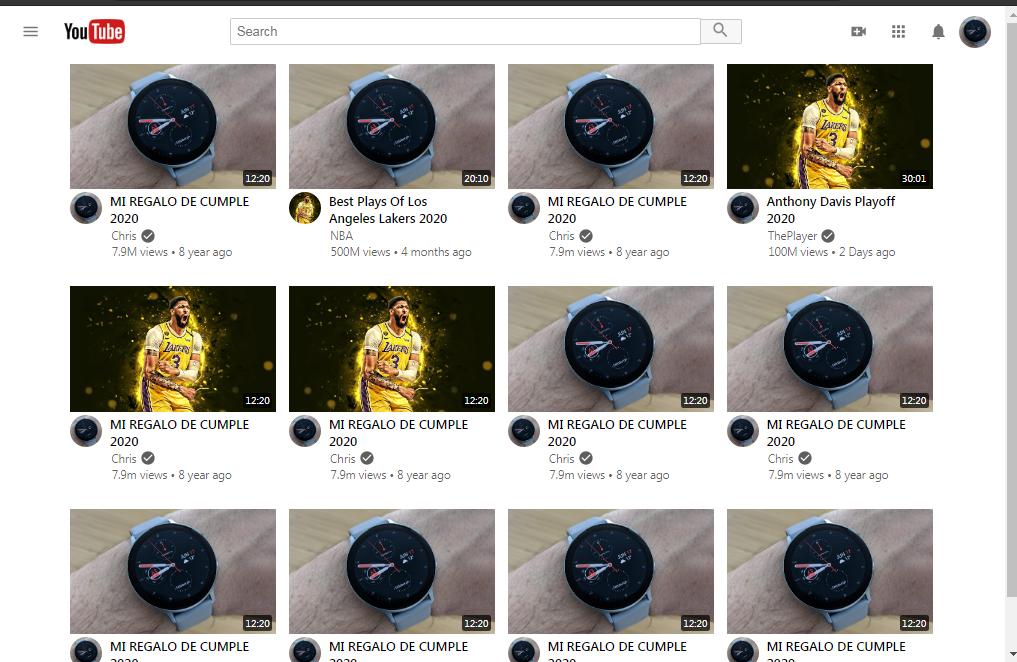 YouTube
Search
12:20
20:10
12:20
30:01
MI REGALO DE CUMPLE
2020
Chris
7.9M views • 8 year ago
Best Plays Of Los
Angeles Lakers 2020
NBA
500M views • 4 months ago
MI REGALO DE CUMPLE
2020
Chris
7.9m views • 8 year ago
Anthony Davis Playoff
2020
ThePlayer
100M views • 2 Days ago
LAKERS
3
12:20
12:20
12:20
12:20
MI REGALO DE CUMPLE
2020
Chris
7.9m views • 8 year ago
MI REGALO DE CUMPLE
2020
Chris
7.9m views • 8 year ago
MI REGALO DE CUMPLE
2020
Chris
7.9m views • 8 year ago
MI REGALO DE CUMPLE
2020
Chris
7.9m views • 8 year ago
12:20
12:20
12:20
12:20
MI REGALO DE CUMPLE
2020
MI REGALO DE CUMPLE
2020
MI REGALO DE CUMPLE
2020
MI REGALO DE CUMPLE
2020